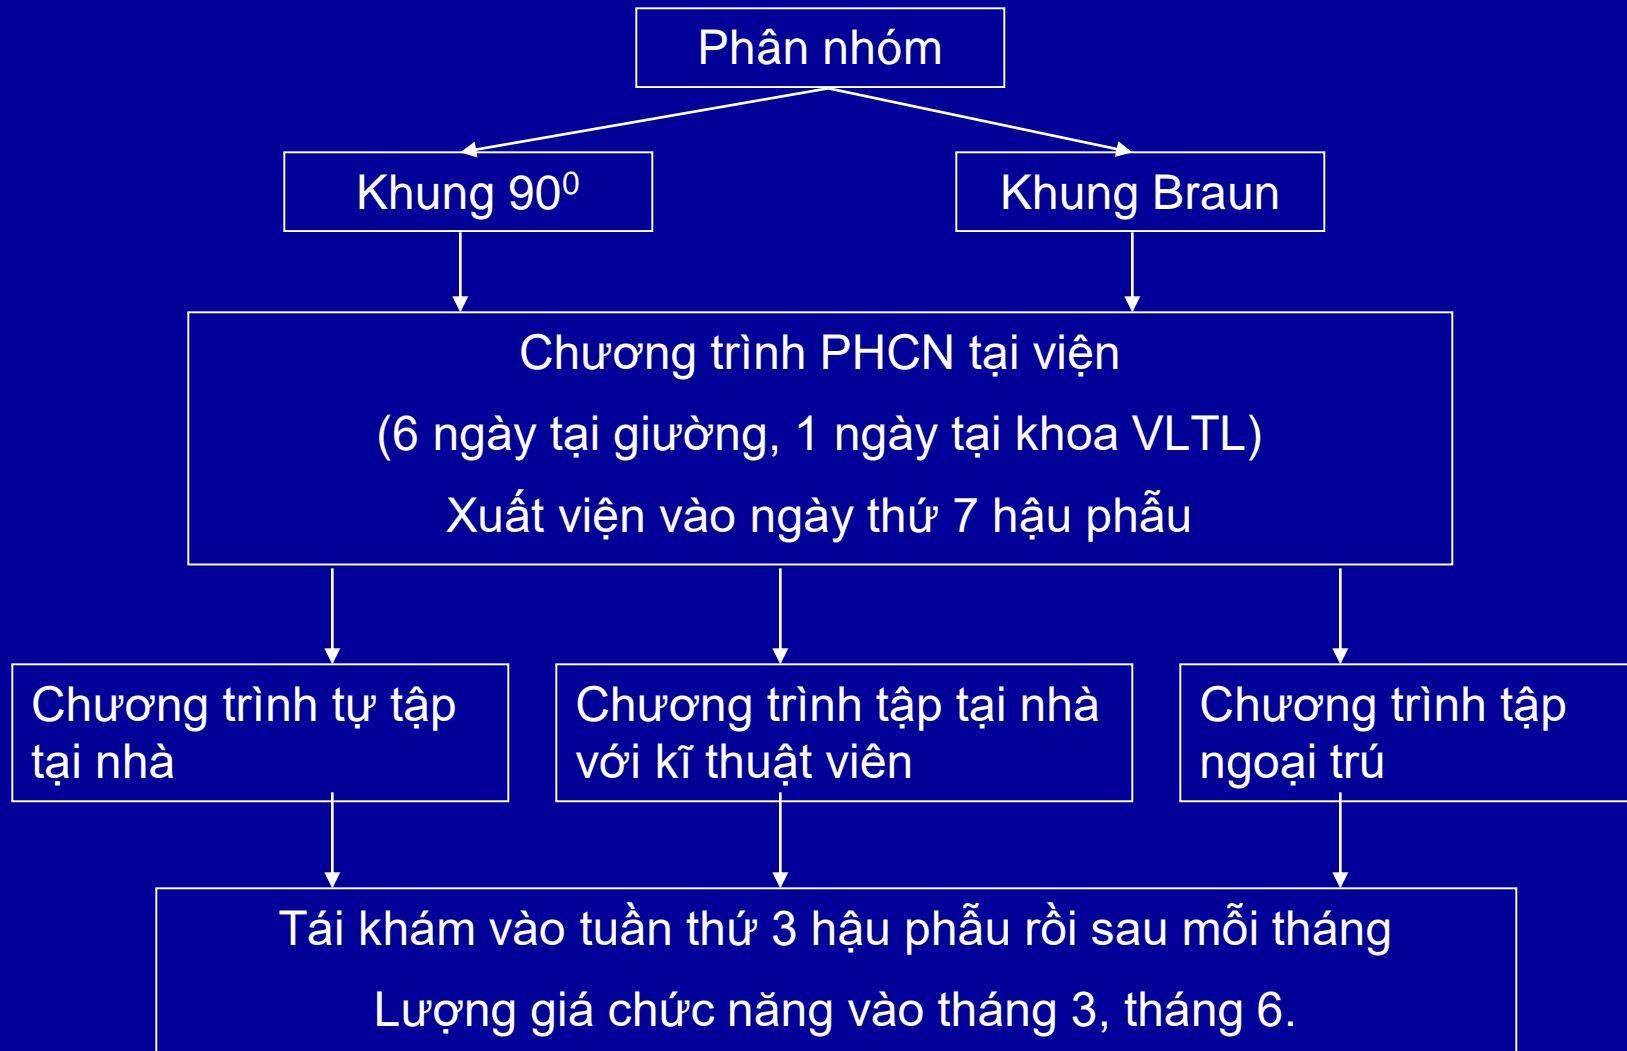 Phân nhóm
Khung 90⁰
Khung Braun
Chương trình PHCN tại viện
(6 ngày tại giường, 1 ngày tại khoa VLTL)
Xuất viện vào ngày thứ 7 hậu phẫu
Chương trình tự tập
tại nhà
Chương trình tập tại nhà
với kĩ thuật viên
Chương trình tập
ngoại trú
Tái khám vào tuần thứ 3 hậu phẫu rồi sau mỗi tháng
Lượng giá chức năng vào tháng 3, tháng 6.